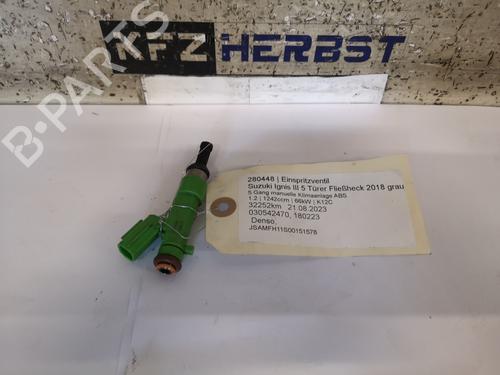 KFZ HERBST
B-PARTS
280448 | Einspritzventil
Suzuki Ignis III 5 Türer Fließheck 2018 grau
5 Gang manuelle Klimaanlage ABS
1.2 | 1242ccm | 66kW | K12C
32252km 21.08.2023
030542470, 180223
Denso,
JSAMFH11S00151578